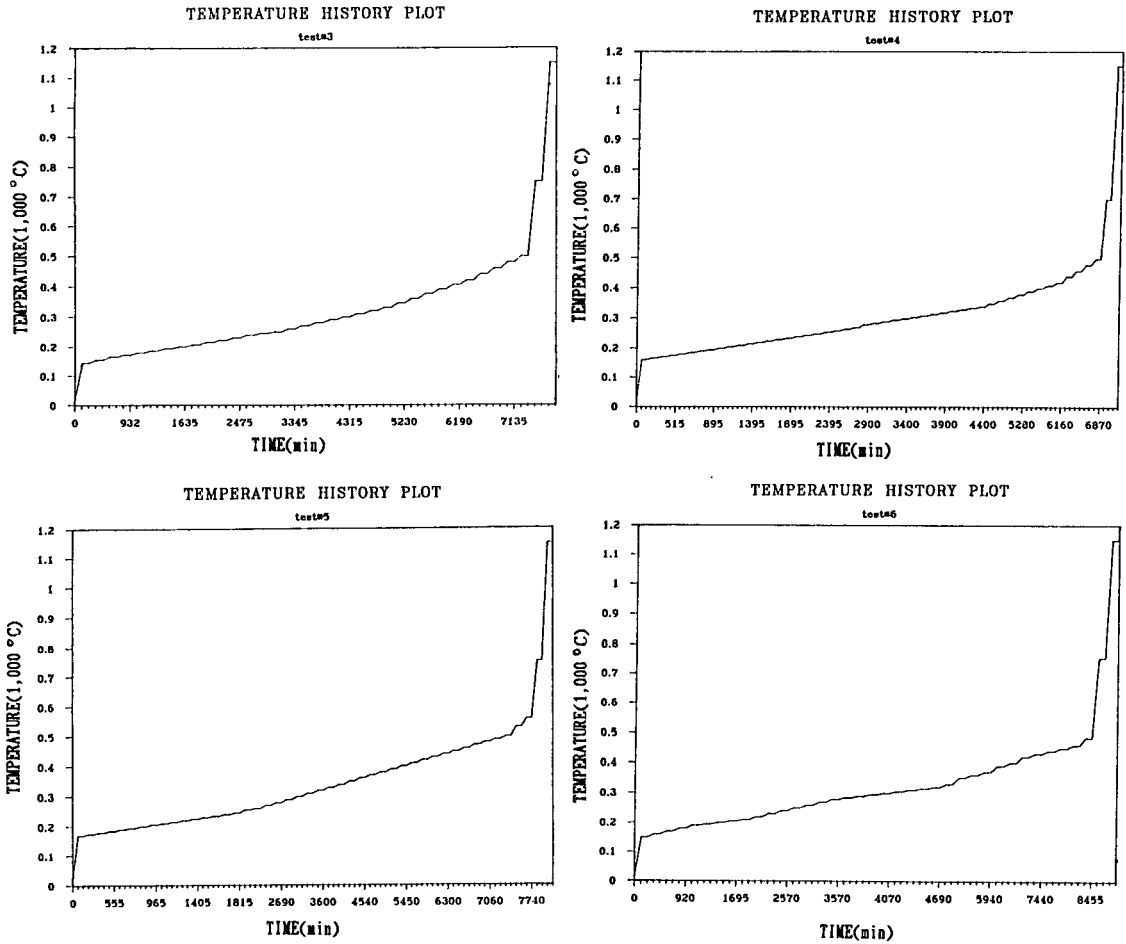 TEMPERATURE HISTORY PLOT
test#3
1.2
1.1
1
0.9
0.8
0.7
0.6
0.5
0.4
0.3
0.2
0.1
0
TEMPERATURE(1,000 °C)
0 932 1635 2475 3345 4315 5230 6190 7135
TIME(min)
TEMPERATURE HISTORY PLOT
test#4
1.2
1.1
1
0.9
0.8
0.7
0.6
0.5
0.4
0.3
0.2
0.1
0
TEMPERATURE(1,000 °C)
0 515 895 1395 1895 2395 2900 3400 3900 4400 5280 6160 6870
TIME(min)
TEMPERATURE HISTORY PLOT
test#5
1.2
1.1
1
0.9
0.8
0.7
0.6
0.5
0.4
0.3
0.2
0.1
0
TEMPERATURE(1,000 °C)
0 555 965 1405 1815 2690 3600 4540 5450 6300 7060 7740
TIME(min)
TEMPERATURE HISTORY PLOT
test#6
1.2
1.1
1
0.9
0.8
0.7
0.6
0.5
0.4
0.3
0.2
0.1
0
TEMPERATURE(1,000 °C)
0 920 1695 2570 3570 4070 4690 5940 7440 8455
TIME(min)